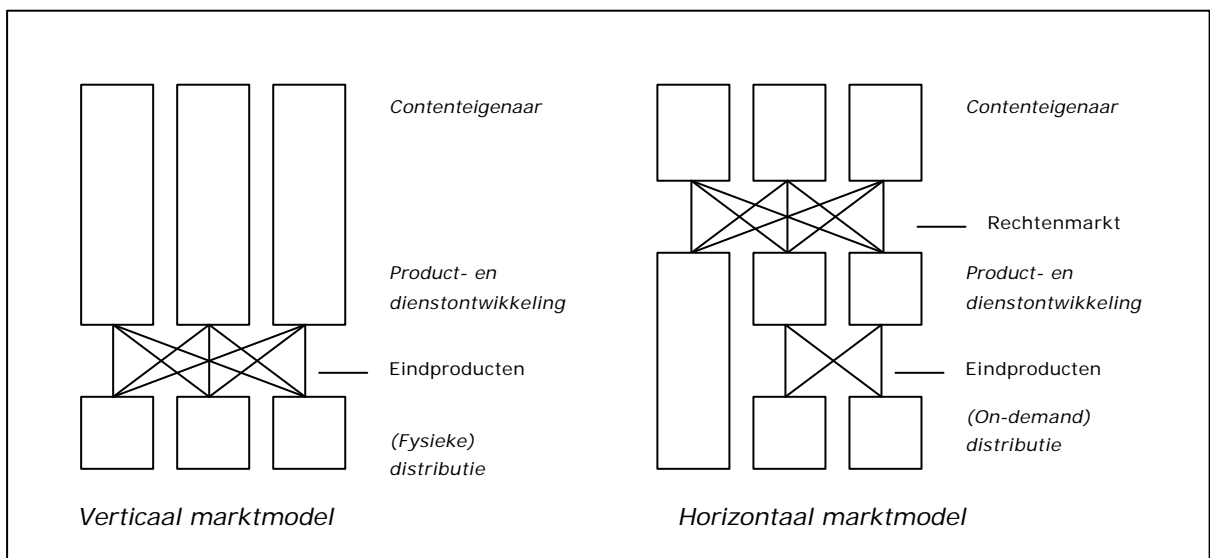 Contenteigenaar
Product- en
dienstontwikkeling
Eindproducten
(Fysieke)
distributie
Verticaal marktmodel
Contenteigenaar
Rechtenmarkt
Product- en
dienstontwikkeling
Eindproducten
(On-demand)
distributie
Horizontaal marktmodel